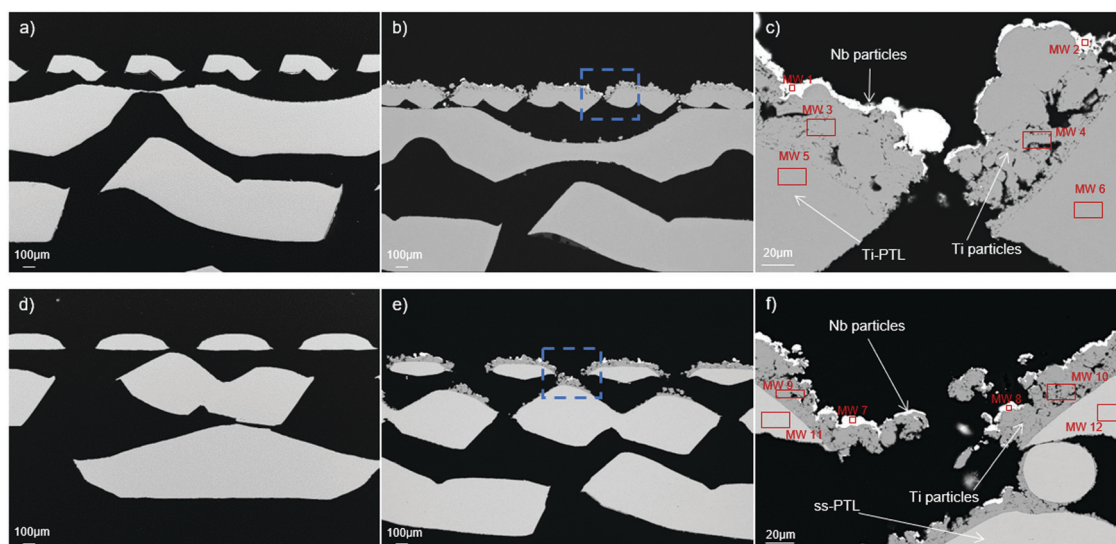 a)
100µm
b)
100µm
c)
Nb particles
MW 2
MW 1
MW 3
MW 4
MW 5
MW 6
Ti-PTL
Ti particles
20µm
d)
100µm
e)
100µm
f)
Nb particles
MW 9
MW 10
MW 7
MW 8
MW 11
MW 12
Ti particles
ss-PTL
20µm